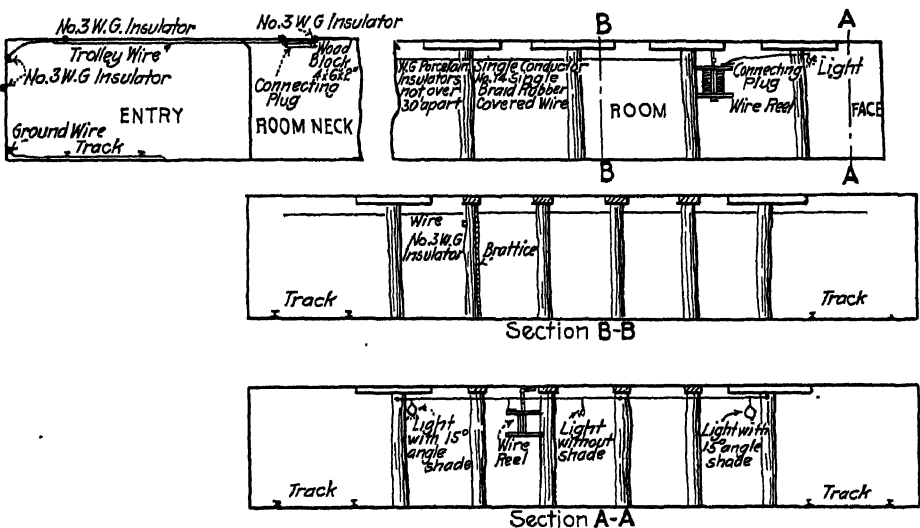 No.3 W.G. Insulator
No.3 W.G Insulator
Trolley Wire
No.3 W.G Insulator
Wood
Block
4"x6"x2"
Connecting
Plug
ENTRY
ROOM NECK
Ground Wire
Track
B
A
W.G Porcelain
Insulators
not over
30' apart
Single Conductor
No.14 Single
Braid Rubber
Covered Wire
ROOM
Connecting
Plug
Wire Reel
Light
FACE
B
A
Wire
No.3 W.G
Insulator
Brattice
Track
Track
Section B-B
Light
with 15°
angle
shade
Wire
Reel
Light
without
shade
Light with
15° angle
shade
Track
Track
Section A-A